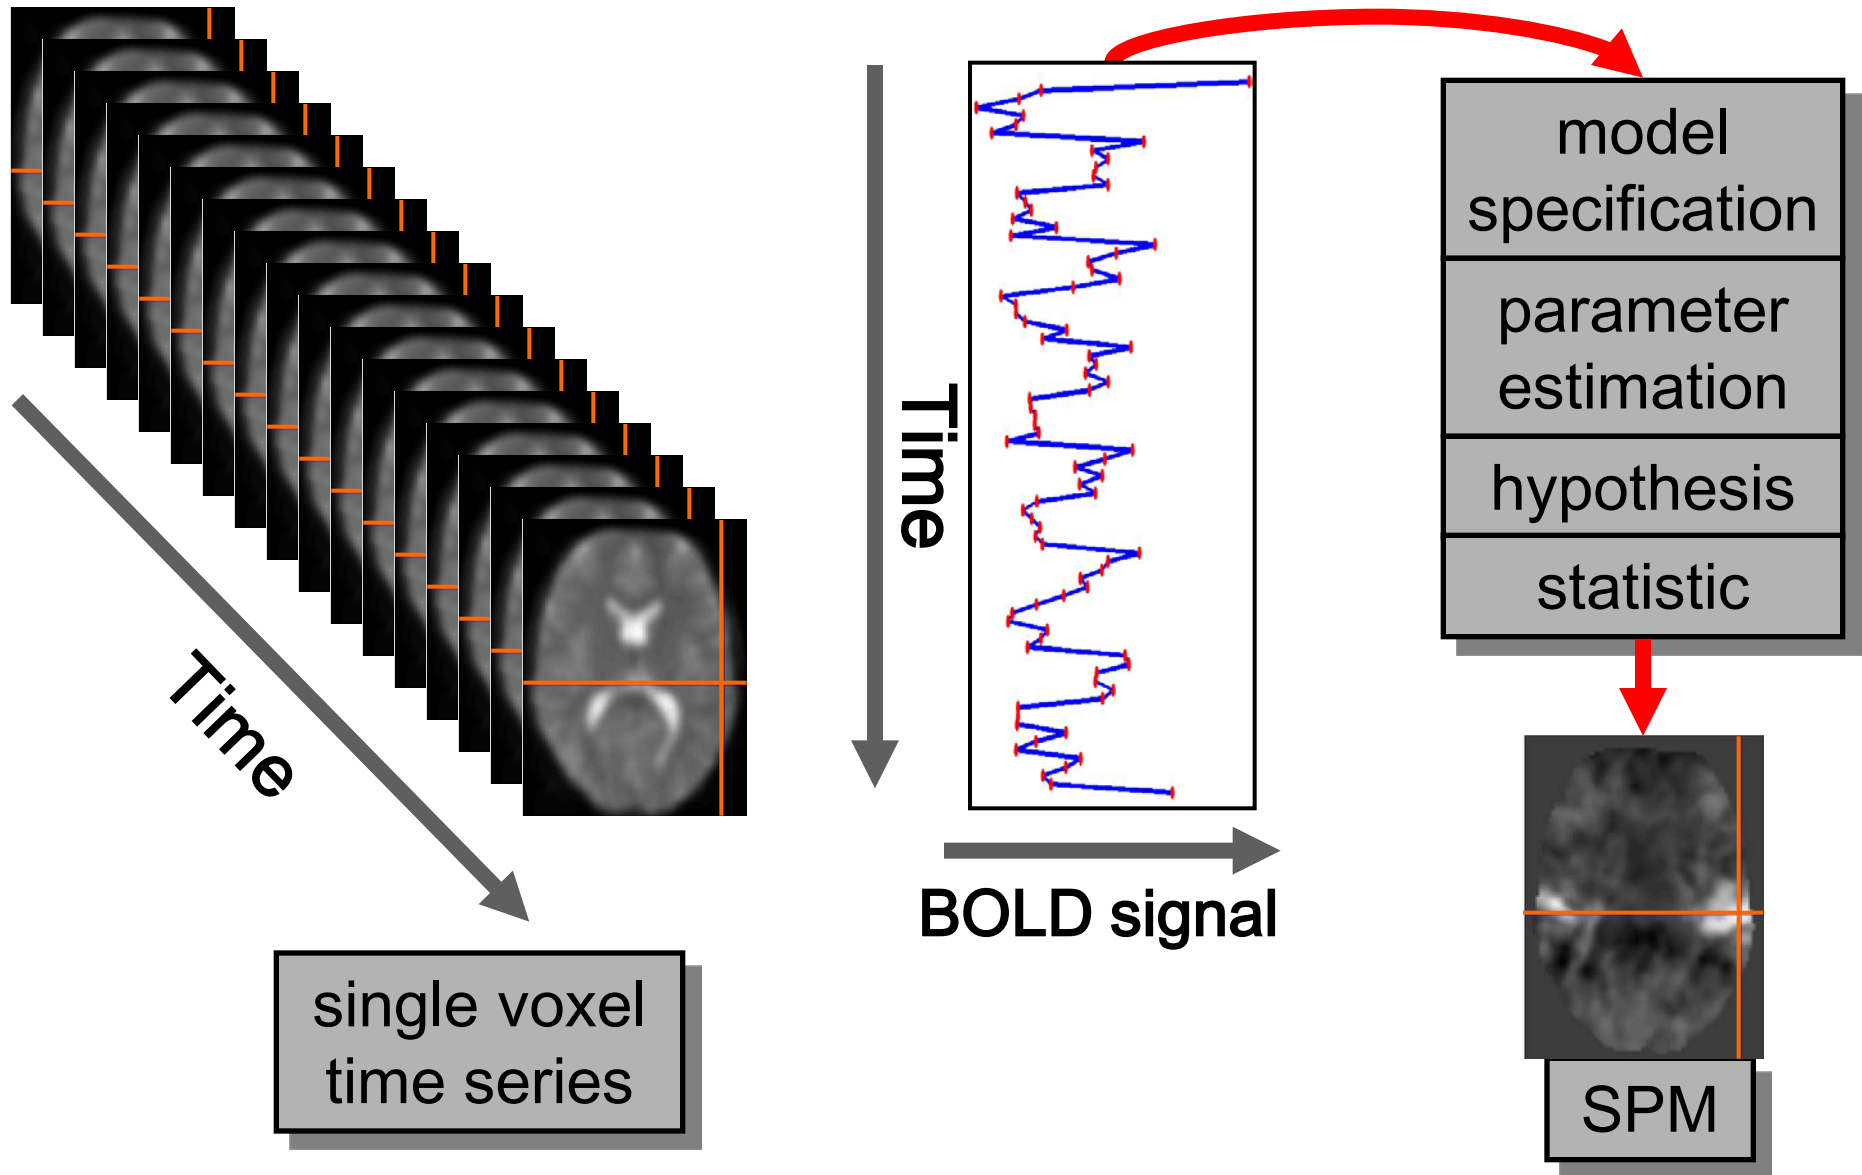 Time
single voxel
time series
Time
BOLD signal
model
specification
parameter
estimation
hypothesis
statistic
SPM